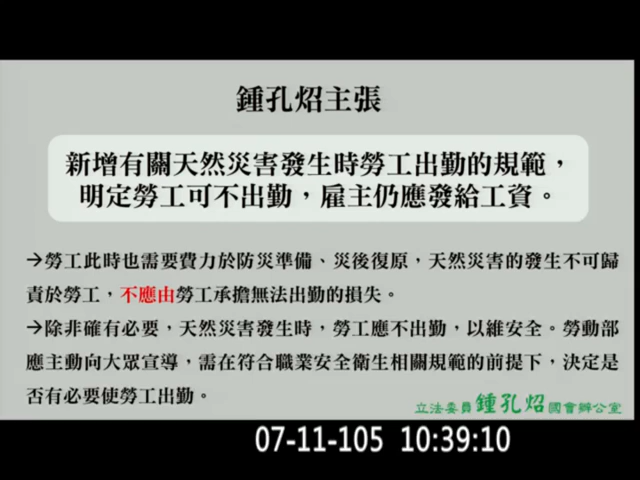 鍾孔炤主張
新增有關天然災害發生時勞工出勤的規範，
明定勞工可不出勤，雇主仍應發給工資。
→勞工此時也需要費力於防災準備、災後復原，天然災害的發生不可歸
責於勞工，不應由勞工承擔無法出勤的損失。
→除非確有必要，天然災害發生時，勞工應不出勤，以維安全。勞動部
應主動向大眾宣導，需在符合職業安全衛生相關規範的前提下，決定是
否有必要使勞工出勤。
立法委員鍾孔炤國會辦公室
07-11-105 10:39:10